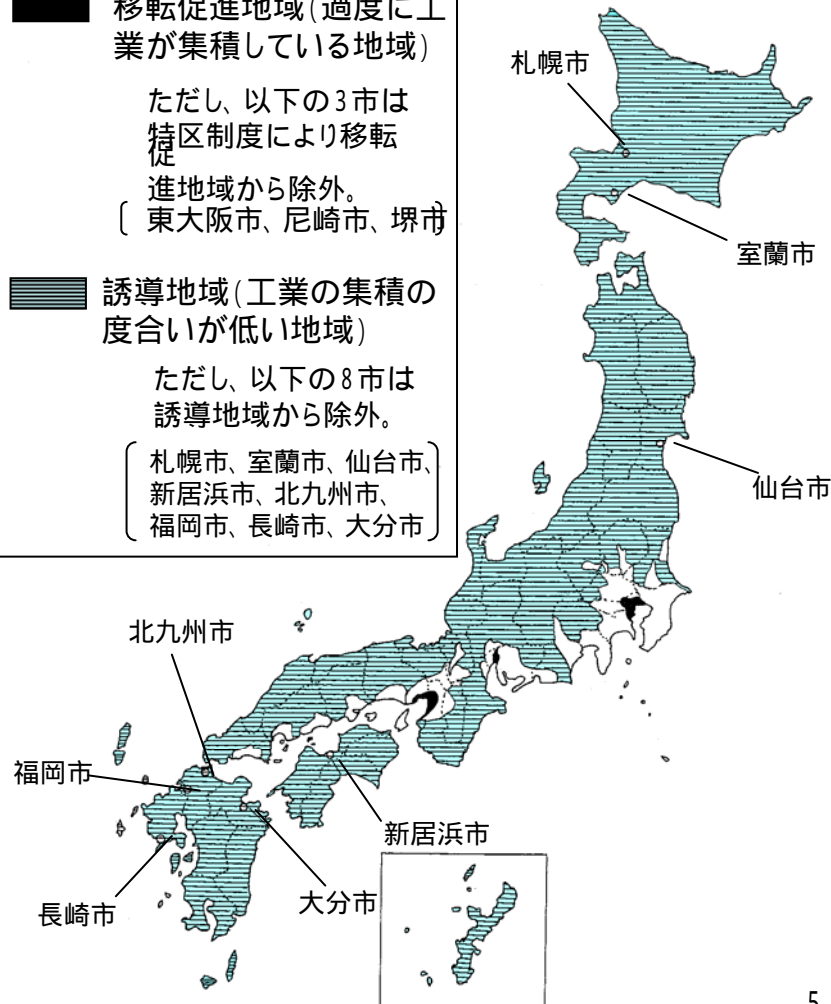 移転促進地域(過度に工
業が集積している地域)
ただし、以下の3市は
特区制度により移転
促
進地域から除外。
〔 東大阪市、尼崎市、堺市〕
誘導地域(工業の集積の
度合いが低い地域)
ただし、以下の8市は
誘導地域から除外。
札幌市、室蘭市、仙台市、
新居浜市、北九州市、
福岡市、長崎市、大分市
札幌市
室蘭市
仙台市
北九州市
福岡市
新居浜市
長崎市
大分市
5